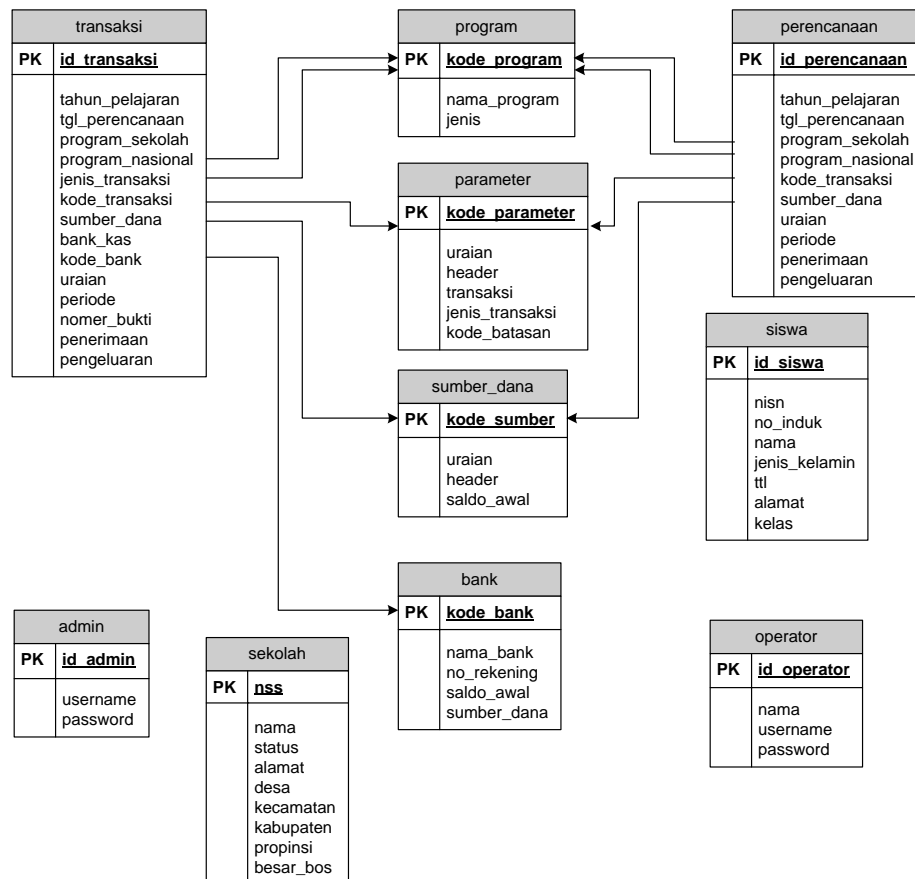 transaksi
PK id_transaksi
tahun_pelajaran
tgl_perencanaan
program_sekolah
program_nasional
jenis_transaksi
kode_transaksi
sumber_dana
bank_kas
kode_bank
uraian
periode
nomer_bukti
penerimaan
pengeluaran
program
PK kode_program
nama_program
jenis
perencanaan
PK id_perencanaan
tahun_pelajaran
tgl_perencanaan
program_sekolah
program_nasional
kode_transaksi
sumber_dana
uraian
periode
penerimaan
pengeluaran
parameter
PK kode_parameter
uraian
header
transaksi
jenis_transaksi
kode_batasan
siswa
PK id_siswa
nisn
no_induk
nama
jenis_kelamin
ttl
alamat
kelas
sumber_dana
PK kode_sumber
uraian
header
saldo_awal
bank
PK kode_bank
nama_bank
no_rekening
saldo_awal
sumber_dana
admin
PK id_admin
username
password
sekolah
PK nss
nama
status
alamat
desa
kecamatan
kabupaten
propinsi
besar_bos
operator
PK id_operator
nama
username
password